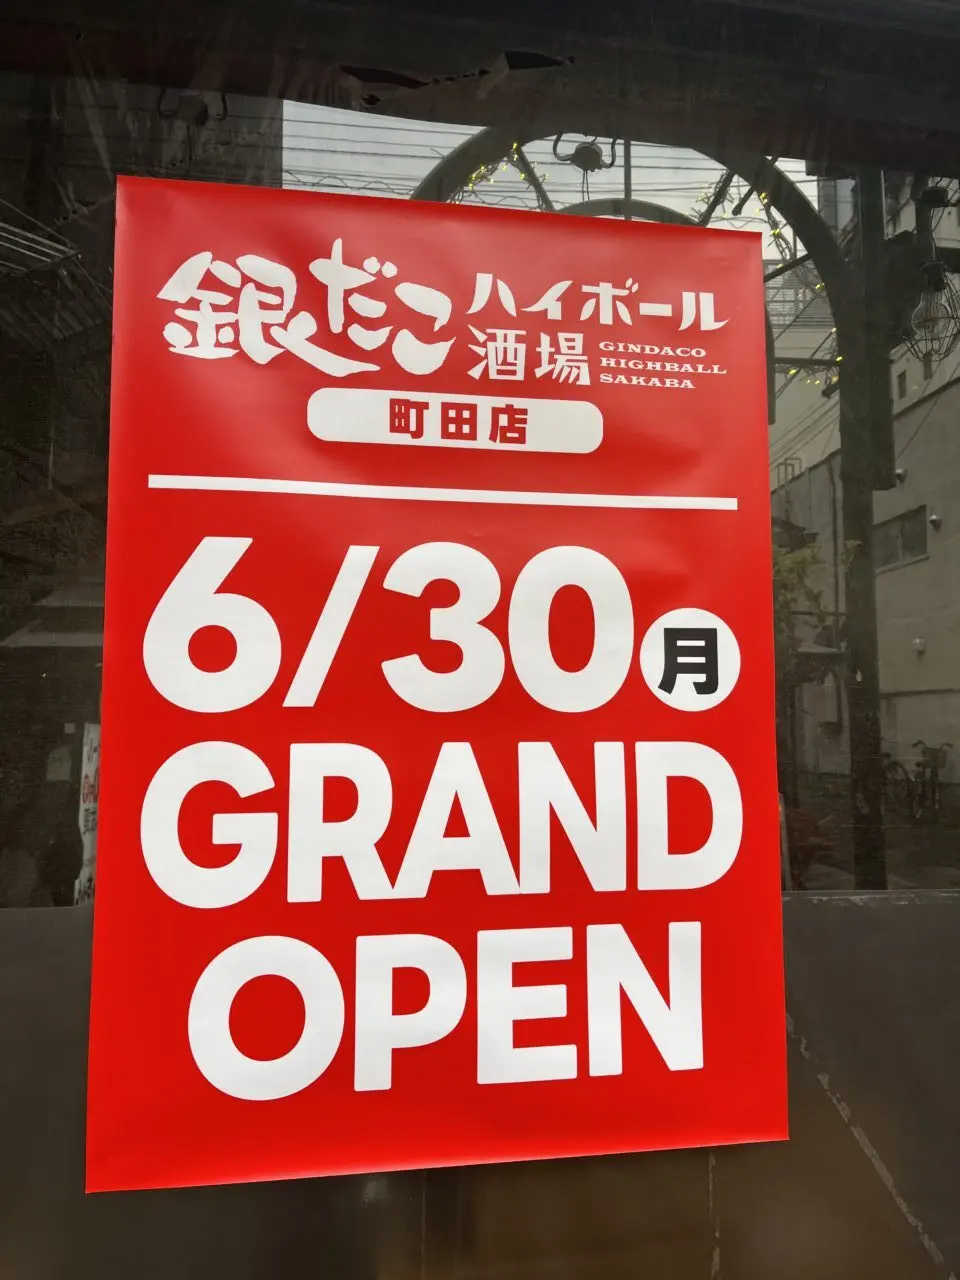 銀だこ
ハイボール
酒場
GINDACO
HIGHBALL
SAKABA
町田店
6/30月
GRAND
OPEN